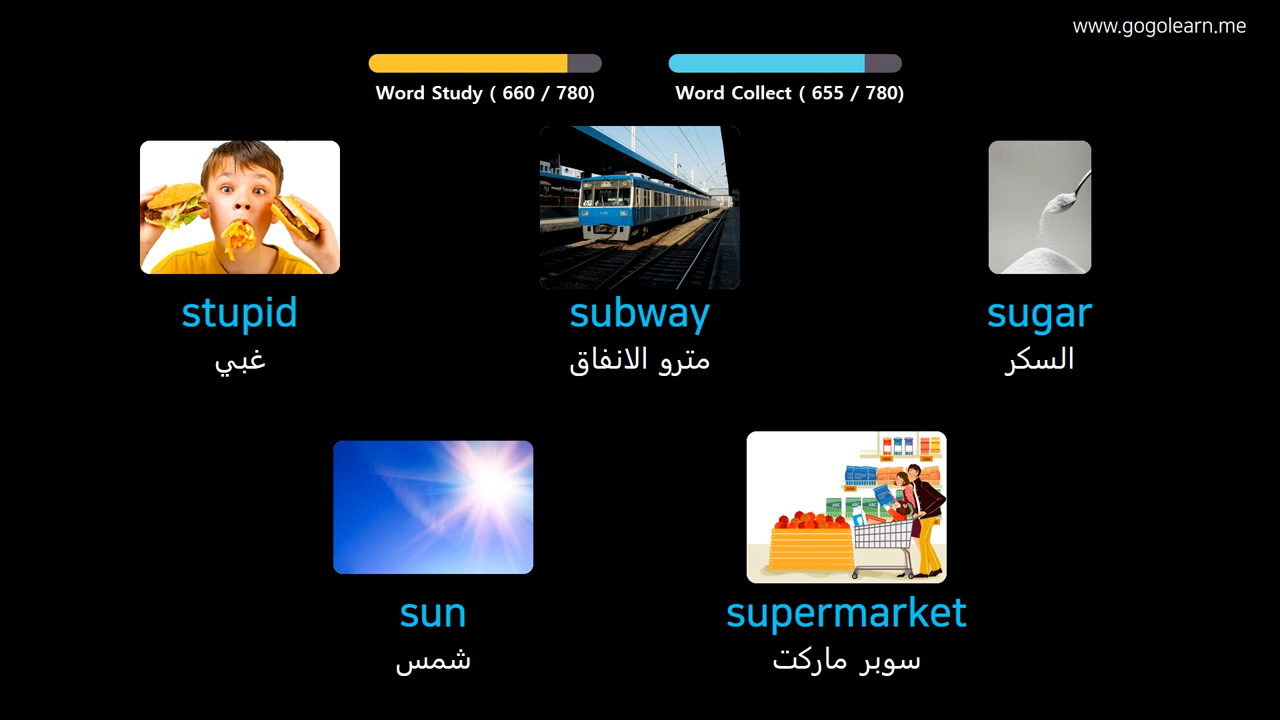 www.gogolearn.me
Word Study ( 660 / 780)
Word Collect ( 655 / 780)
stupid
غبي
subway
مترو الانفاق
sugar
السكر
sun
شمس
supermarket
سوبر ماركت